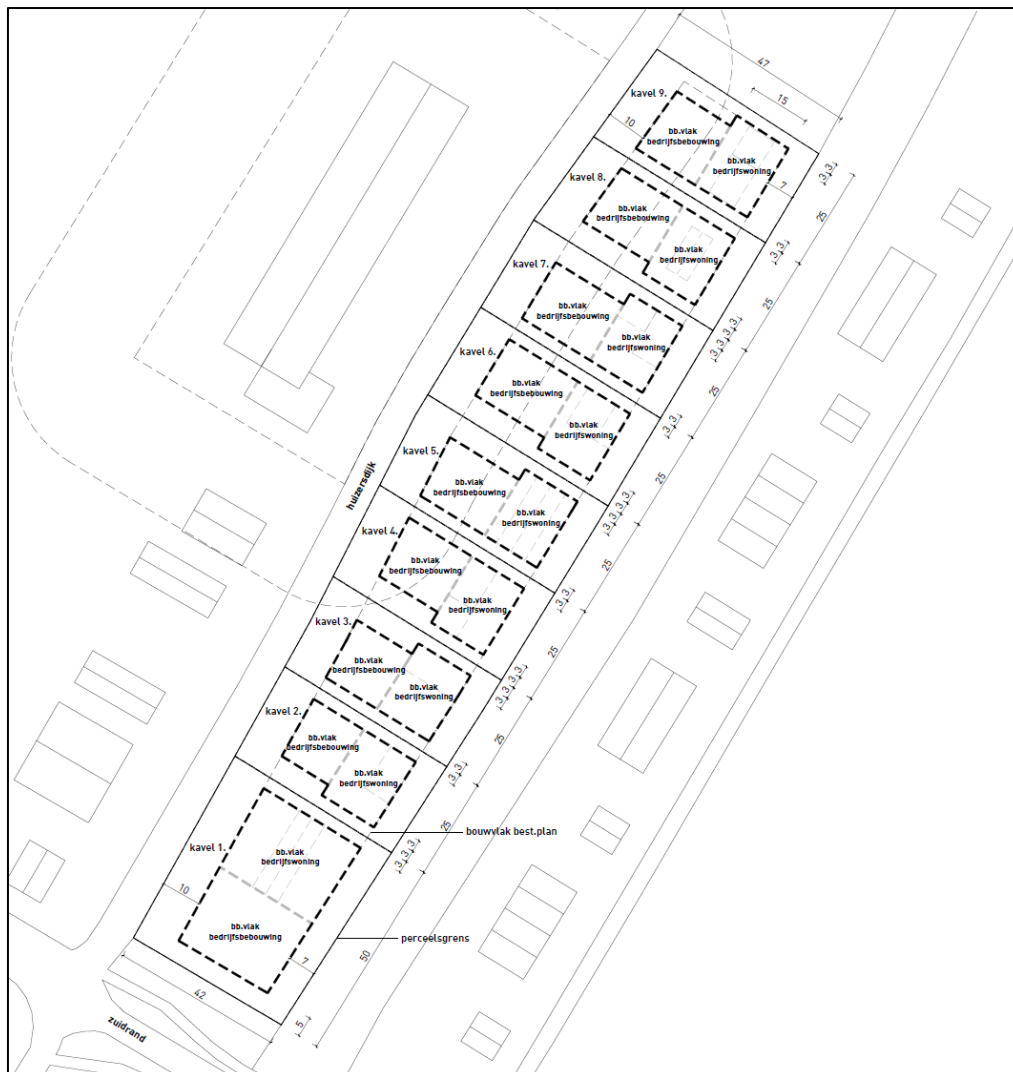 47
15
kavel 9.
10
bb.vlak
bedrijfsbebouwing
bb.vlak
bedrijfswoning
3 3
7
25
kavel 8.
bb.vlak
bedrijfsbebouwing
bb.vlak
bedrijfswoning
3 3
25
kavel 7.
bb.vlak
bedrijfsbebouwing
bb.vlak
bedrijfswoning
3 3 3 3
25
kavel 6.
bb.vlak
bedrijfsbebouwing
bb.vlak
bedrijfswoning
3 3
25
kavel 5.
bb.vlak
bedrijfsbebouwing
bb.vlak
bedrijfswoning
3 3 3 3
huizersdijk
25
kavel 4.
bb.vlak
bedrijfsbebouwing
bb.vlak
bedrijfswoning
3 3
25
kavel 3.
bb.vlak
bedrijfsbebouwing
bb.vlak
bedrijfswoning
3 3 3 3
25
kavel 2.
bb.vlak
bedrijfsbebouwing
bb.vlak
bedrijfswoning
3 3
25
bouwvlak best.plan
kavel 1.
bb.vlak
bedrijfswoning
3 3 3
10
bb.vlak
bedrijfsbebouwing
perceelsgrens
50
7
42
5
zuidrand